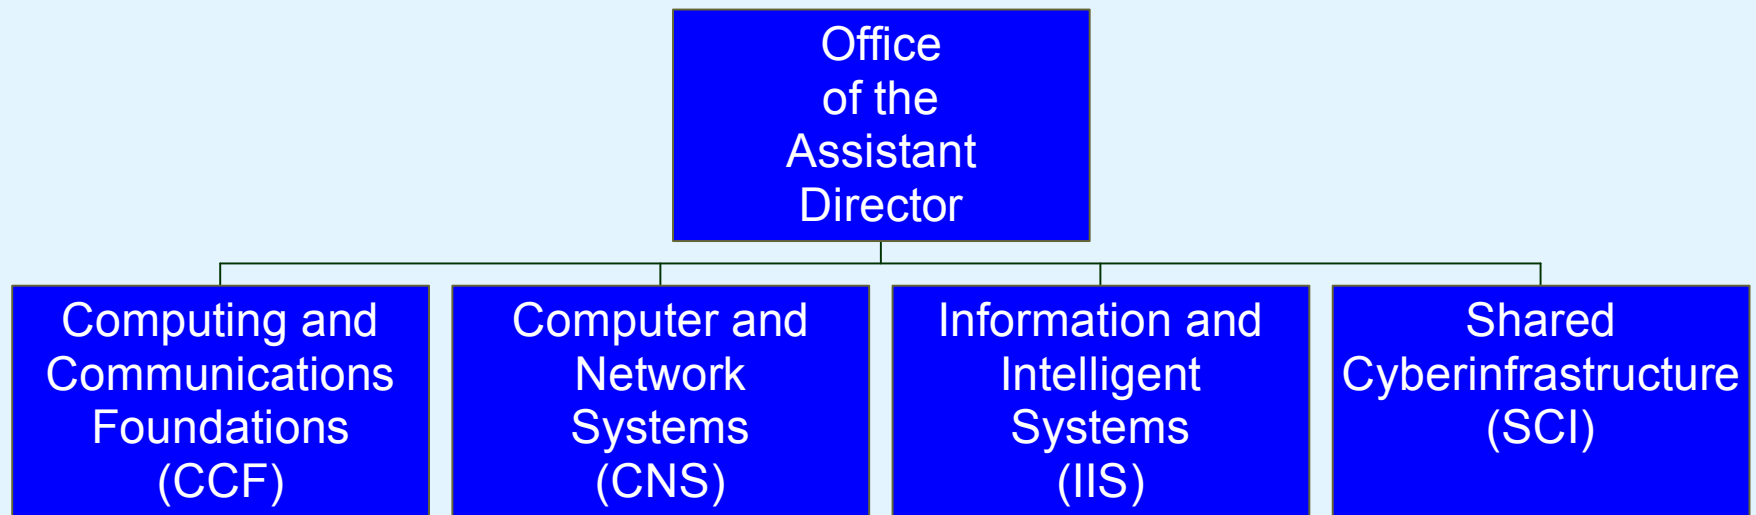 Office
of the
Assistant
Director
Computing and
Communications
Foundations
(CCF)
Computer and
Network
Systems
(CNS)
Information and
Intelligent
Systems
(IIS)
Shared
Cyberinfrastructure
(SCI)